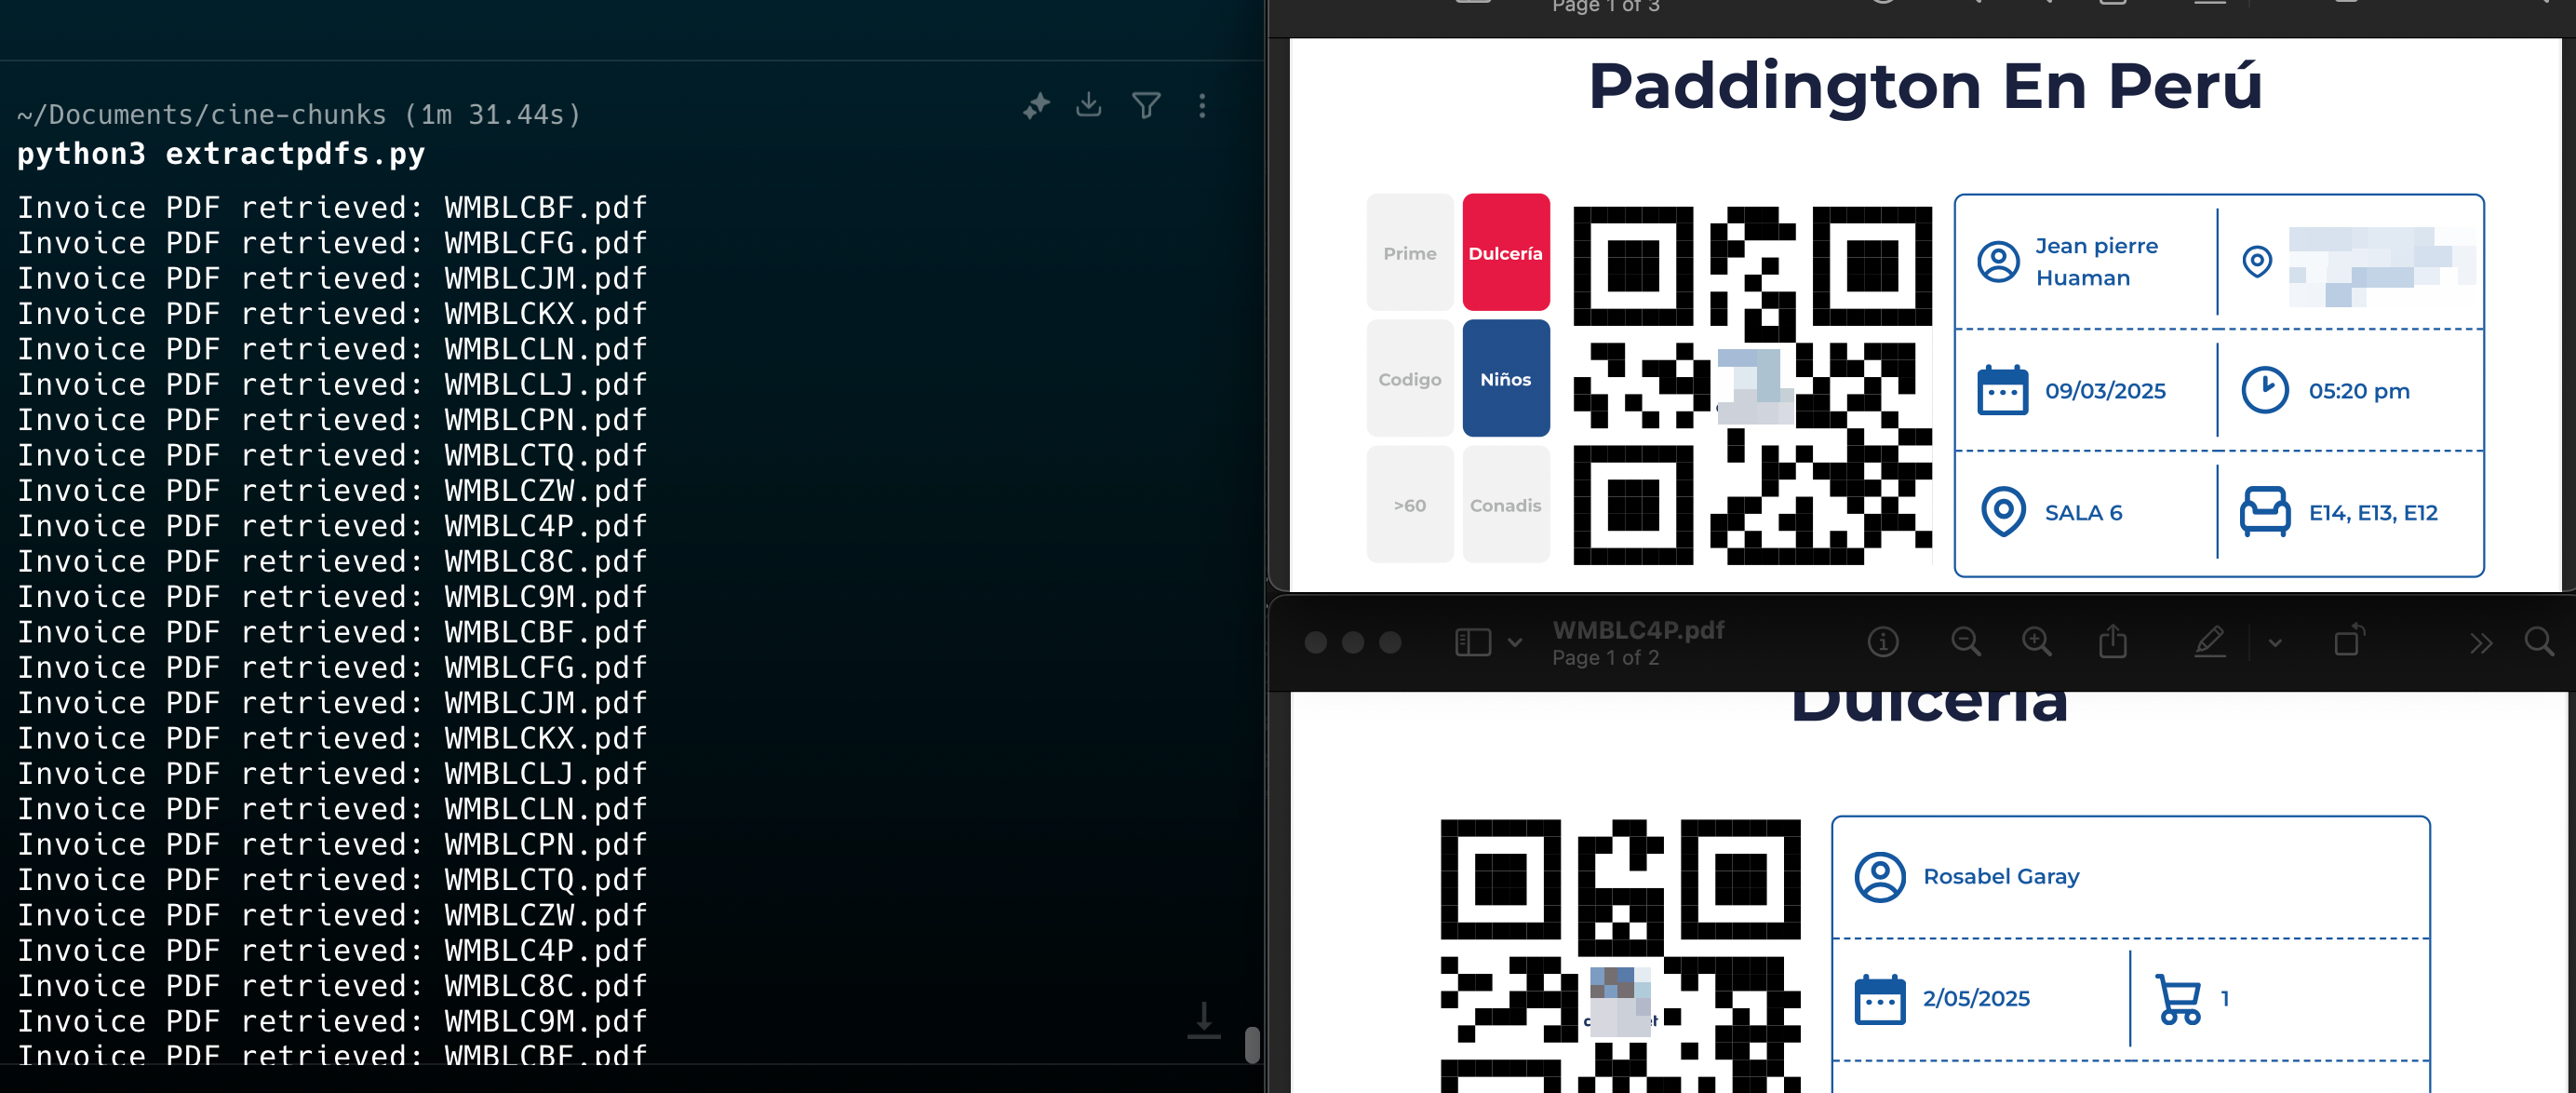 ~/Documents/cine-chunks (1m 31.44s)
python3 extractpdfs.py
Invoice PDF retrieved: WMBLCBF.pdf
Invoice PDF retrieved: WMBLCFG.pdf
Invoice PDF retrieved: WMBLCJM.pdf
Invoice PDF retrieved: WMBLCKX.pdf
Invoice PDF retrieved: WMBLCLN.pdf
Invoice PDF retrieved: WMBLCLJ.pdf
Invoice PDF retrieved: WMBLCPN.pdf
Invoice PDF retrieved: WMBLCTQ.pdf
Invoice PDF retrieved: WMBLCZW.pdf
Invoice PDF retrieved: WMBLC4P.pdf
Invoice PDF retrieved: WMBLC8C.pdf
Invoice PDF retrieved: WMBLC9M.pdf
Invoice PDF retrieved: WMBLCBF.pdf
Invoice PDF retrieved: WMBLCFG.pdf
Invoice PDF retrieved: WMBLCJM.pdf
Invoice PDF retrieved: WMBLCKX.pdf
Invoice PDF retrieved: WMBLCLJ.pdf
Invoice PDF retrieved: WMBLCLN.pdf
Invoice PDF retrieved: WMBLCPN.pdf
Invoice PDF retrieved: WMBLCTQ.pdf
Invoice PDF retrieved: WMBLCZW.pdf
Invoice PDF retrieved: WMBLC4P.pdf
Invoice PDF retrieved: WMBLC8C.pdf
Invoice PDF retrieved: WMBLC9M.pdf
Invoice PDF retrieved: WMBLCBF.pdf
Page 1 of 3
Paddington En Perú
Prime
Dulcería
Codigo
Niños
>60
Conadis
Jean pierre
Huaman
09/03/2025
05:20 pm
SALA 6
E14, E13, E12
WMBLC4P.pdf
Page 1 of 2
Dulcería
Rosabel Garay
2/05/2025
1